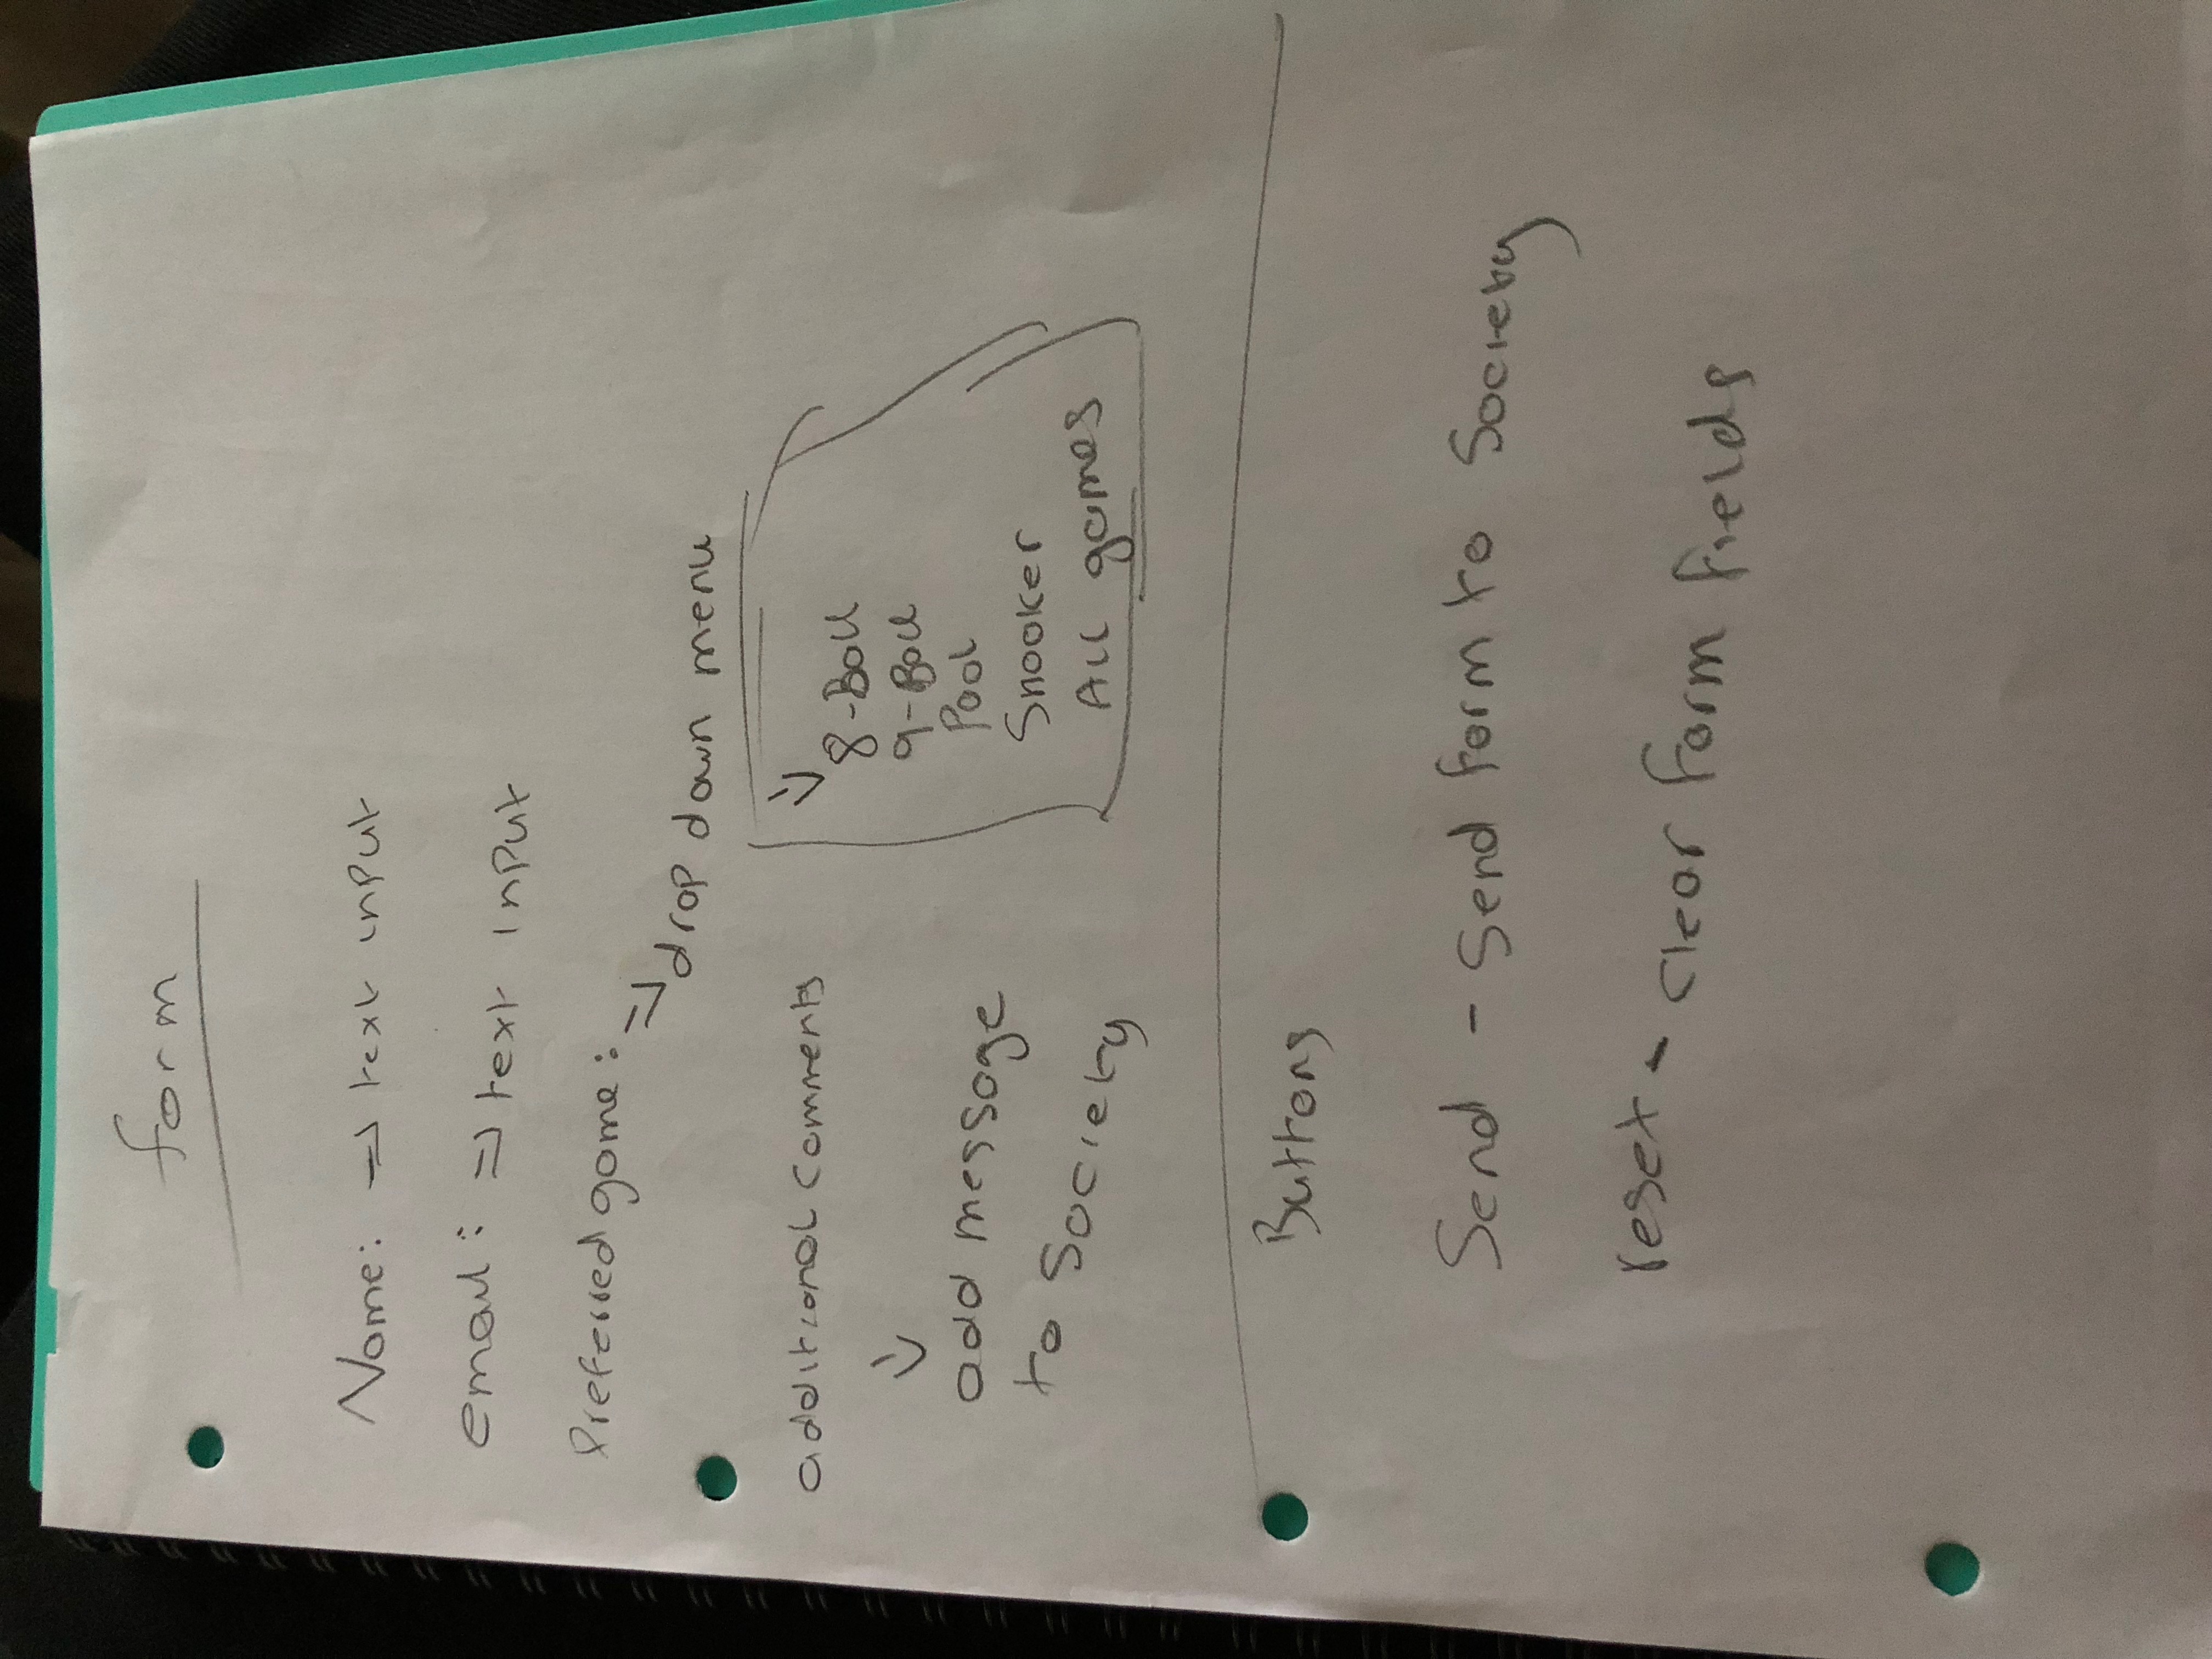 form
Name: => text input
email: => text input
Preferred game:
=> drop down menu
additional comments
add message
to Society
8-Ball
9-Ball
Pool
Snooker
All games
Buttons
Send - Send form to Society
reset - clear form fields